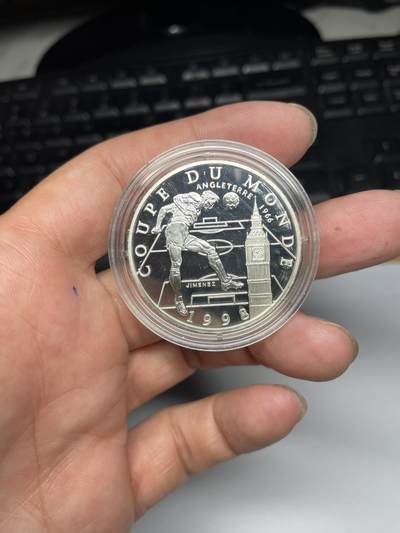 COUPE DU MONDE
ANGLETERRE 1966
JIMENEZ
1998